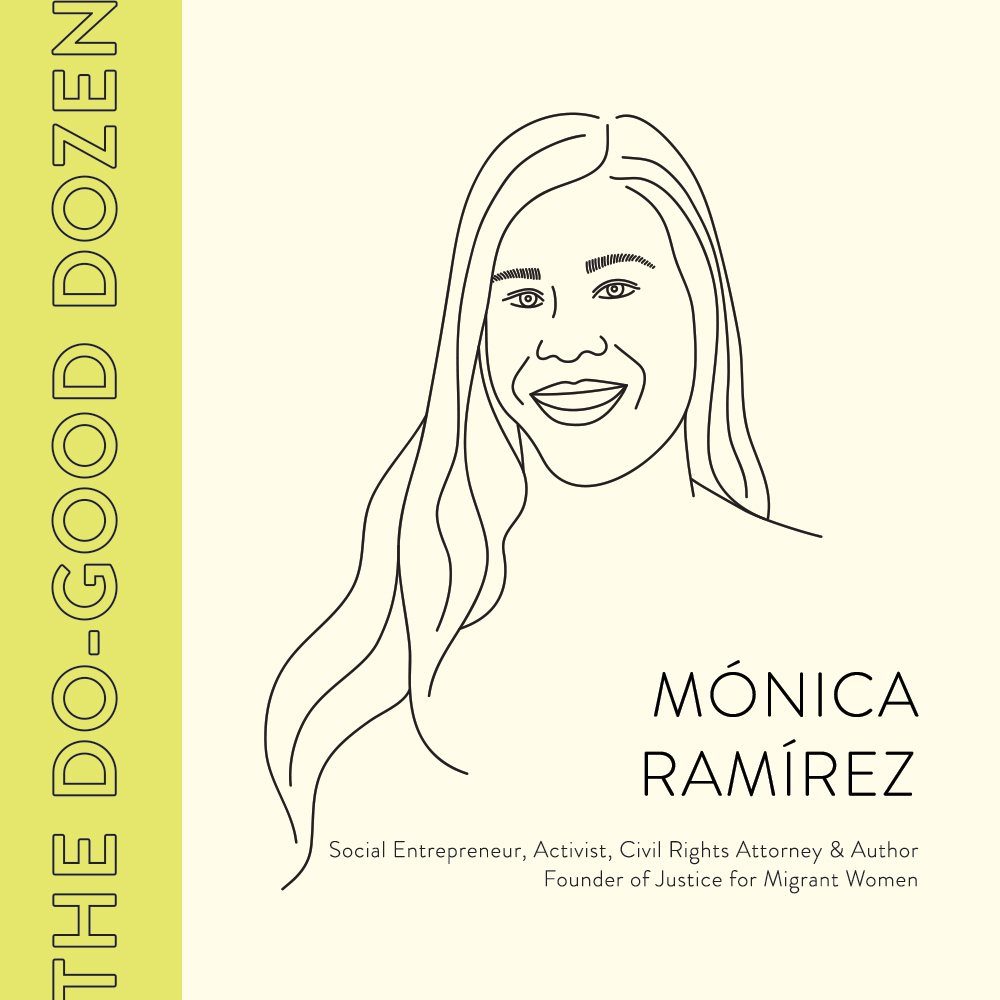 THE DO-GOOD DOZEN
MÓNICA
RAMÍREZ
Social Entrepreneur, Activist, Civil Rights Attorney & Author
Founder of Justice for Migrant Women